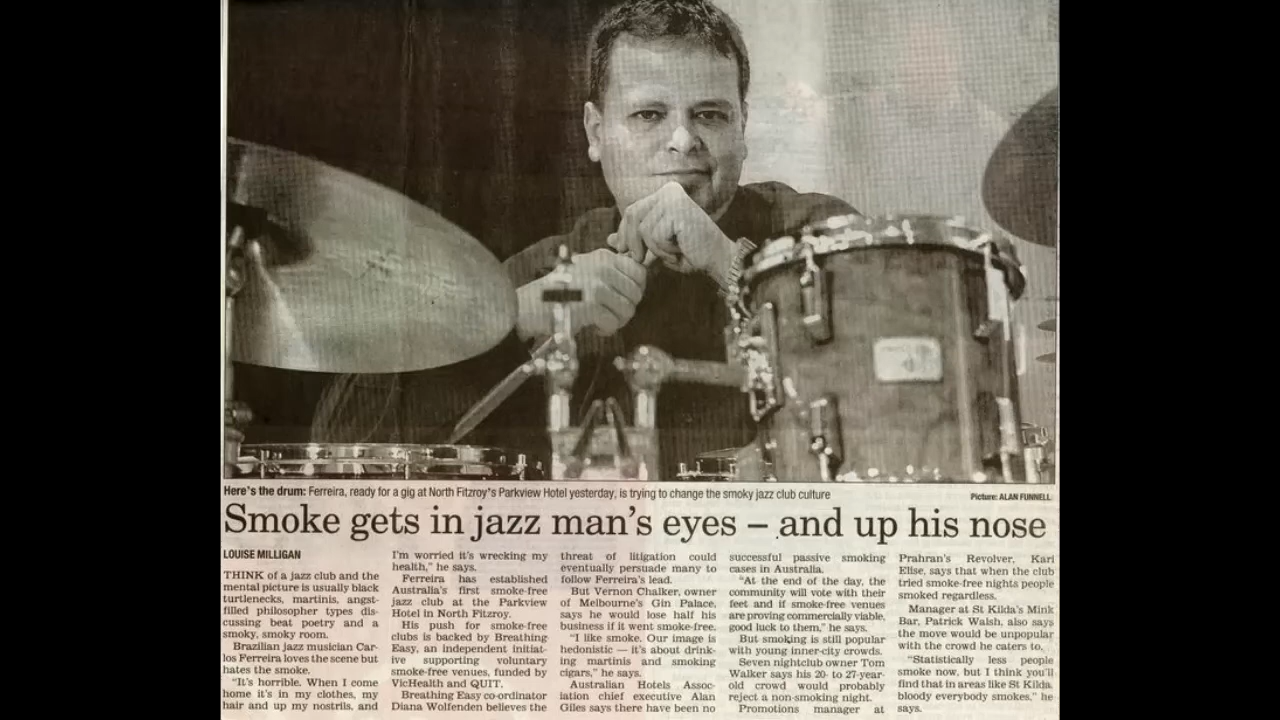 Here's the drum: Ferreira, ready for a gig at North Fitzroy's Parkview Hotel yesterday, is trying to change the smoky jazz club culture
Picture: ALAN FUNNELL
Smoke gets in jazz man's eyes – and up his nose
LOUISE MILLIGAN
THINK of a jazz club and the
mental picture is usually black
turtlenecks, martinis, angst-
filled philosopher types dis-
cussing beat poetry and a
smoky, smoky room.
Brazilian jazz musician Car-
los Ferreira loves the scene but
hates the smoke.
"It's horrible. When I come
home it's in my clothes, my
hair and up my nostrils, and
I'm worried it's wrecking my
health," he says.
Ferreira has established
Australia's first smoke-free
jazz club at the Parkview
Hotel in North Fitzroy.
His push for smoke-free
clubs is backed by Breathing
Easy, an independent initiat-
ive supporting voluntary
smoke-free venues, funded by
VicHealth and QUIT.
Breathing Easy co-ordinator
Diana Wolfenden believes the
threat of litigation could
eventually persuade many to
follow Ferreira's lead.
But Vernon Chalker, owner
of Melbourne's Gin Palace,
says he would lose half his
business if it went smoke-free.
"I like smoke. Our image is
hedonistic — it's about drink-
ing martinis and smoking
cigars," he says.
Australian Hotels Assoc-
iation chief executive Alan
Giles says there have been no
successful passive smoking
cases in Australia.
"At the end of the day, the
community will vote with their
feet and if smoke-free venues
are proving commercially viable,
good luck to them," he says.
But smoking is still popular
with young inner-city crowds.
Seven nightclub owner Tom
Walker says his 20- to 27-year-
old crowd would probably
reject a non-smoking night.
Promotions manager at
Prahran's Revolver, Karl
Elise, says that when the club
tried smoke-free nights people
smoked regardless.
Manager at St Kilda's Mink
Bar, Patrick Walsh, also says
the move would be unpopular
with the crowd he caters to.
"Statistically less people
smoke now, but I think you'll
find that in areas like St Kilda,
bloody everybody smokes," he
says.